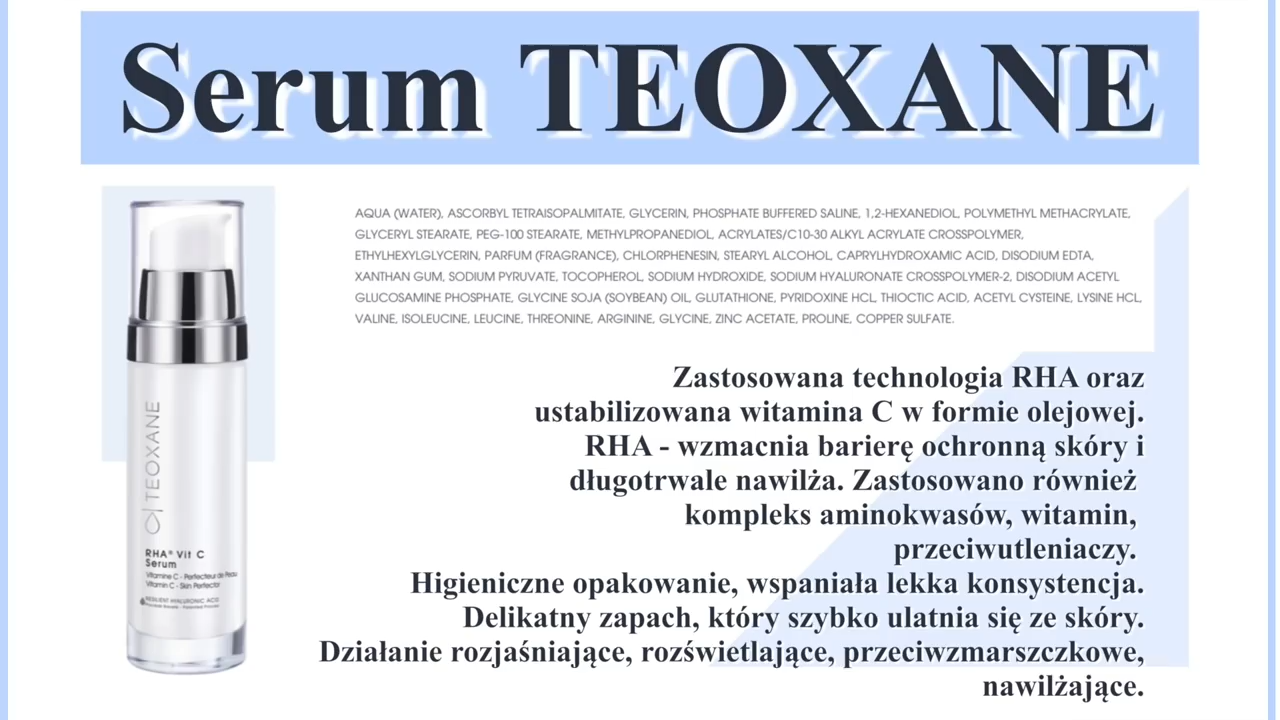 Serum TEOXANE
AQUA (WATER), ASCORBYL TETRAISOPALMITATE, GLYCERIN, PHOSPHATE BUFFERED SALINE, 1,2-HEXANEDIOL, POLYMETHYL METHACRYLATE,
GLYCERYL STEARATE, PEG-100 STEARATE, METHYLPROPANEDIOL, ACRYLATES/C10-30 ALKYL ACRYLATE CROSSPOLYMER,
ETHYLHEXYLGLYCERIN, PARFUM (FRAGRANCE), CHLORPHENESIN, STEARYL ALCOHOL, CAPRYLHYDROXAMIC ACID, DISODIUM EDTA,
XANTHAN GUM, SODIUM PYRUVATE, TOCOPHEROL, SODIUM HYDROXIDE, SODIUM HYALURONATE CROSSPOLYMER-2, DISODIUM ACETYL
GLUCOSAMINE PHOSPHATE, GLYCINE SOJA (SOYBEAN) OIL, GLUTATHIONE, PYRIDOXINE HCL, THIOCTIC ACID, ACETYL CYSTEINE, LYSINE HCL,
VALINE, ISOLEUCINE, LEUCINE, THREONINE, ARGININE, GLYCINE, ZINC ACETATE, PROLINE, COPPER SULFATE.
TEOXANE
RHA® Vit C
Serum
Vitamine C - Perfecteur de Peau
Vitamin C - Skin Perfector
RESILIENT HYALURONIC ACID
Zastosowana technologia RHA oraz
ustabilizowana witamina C w formie olejowej.
RHA - wzmacnia barierę ochronną skóry i
długotrwale nawilża. Zastosowano również
kompleks aminokwasów, witamin,
przeciwutleniaczy.
Higieniczne opakowanie, wspaniała lekka konsystencja.
Delikatny zapach, który szybko ulatnia się ze skóry.
Działanie rozjaśniające, rozświetlające, przeciwzmarszczkowe,
nawilżające.